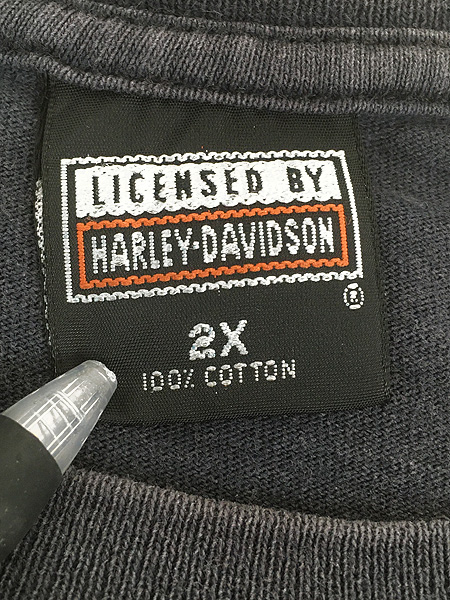 LICENSED BY
HARLEY-DAVIDSON
®
2X
100% COTTON